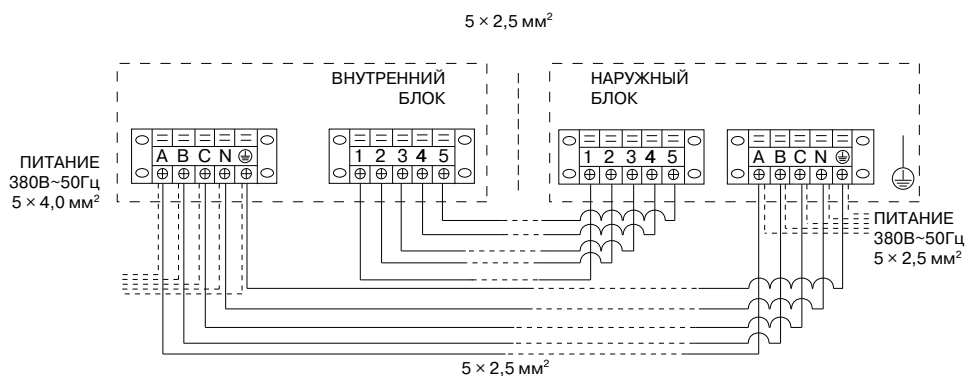 5 × 2,5 мм²
ВНУТРЕННИЙ
БЛОК
НАРУЖНЫЙ
БЛОК
A B C N
1 2 3 4 5
1 2 3 4 5
A B C N
ПИТАНИЕ
380В~50Гц
5 × 4,0 мм²
ПИТАНИЕ
380В~50Гц
5 × 2,5 мм²
5 × 2,5 мм²